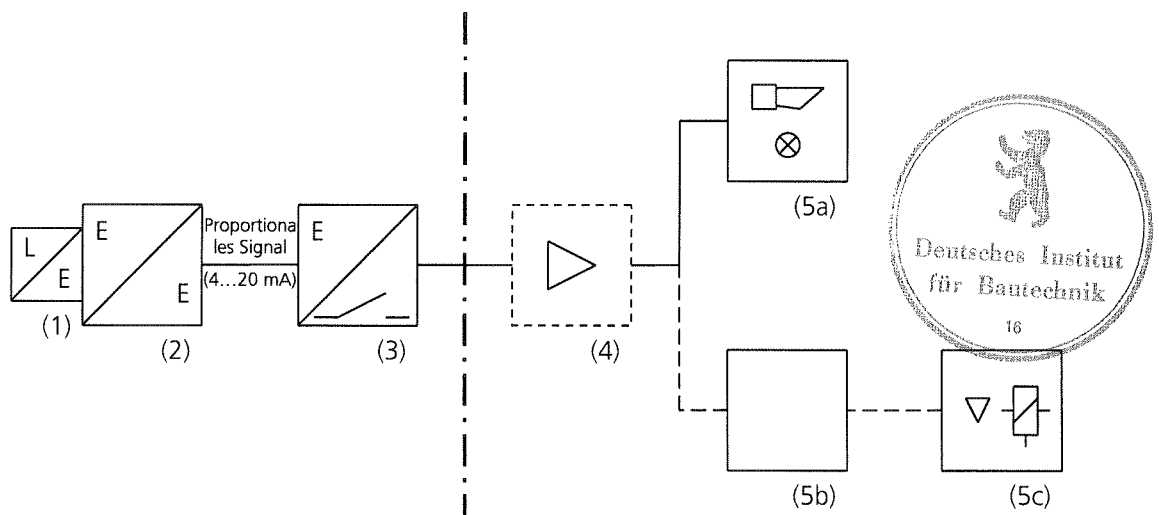 L
E
(1)
E
E
(2)
Proportiona
les Signal
(4...20 mA)
E
(3)
(4)
(5a)
(5b)
(5c)
Deutsches Institut
für Bautechnik
16